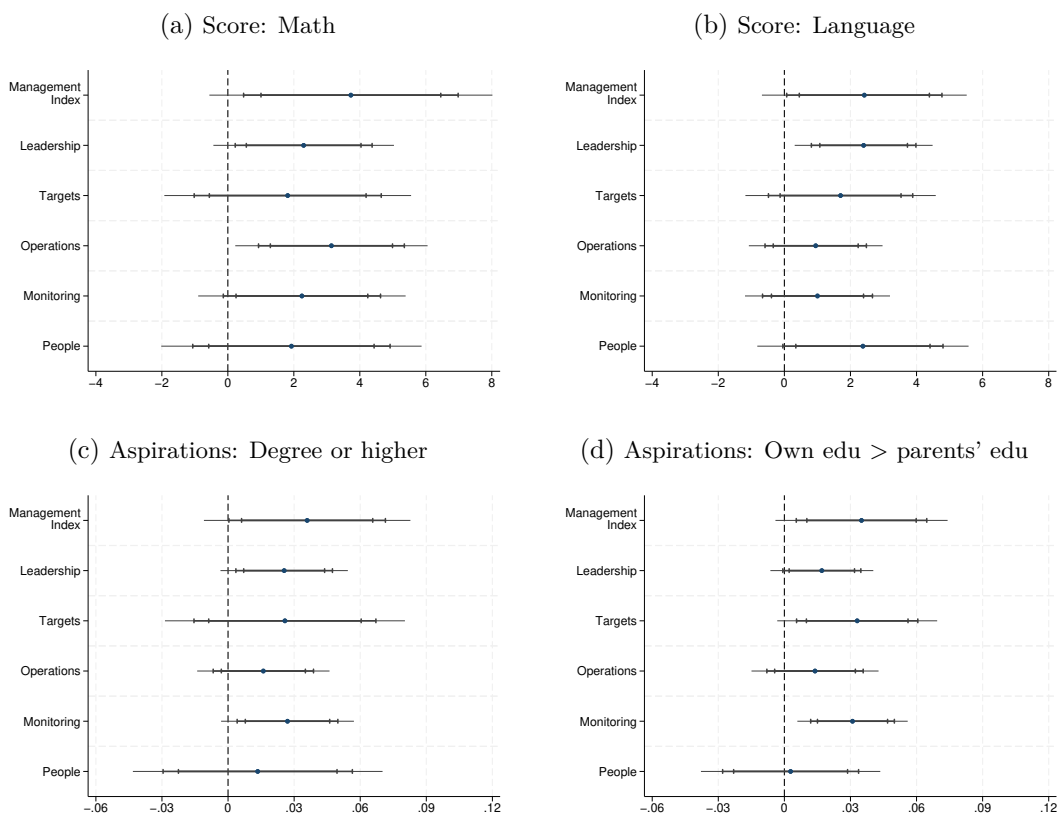 (a) Score: Math
Management
Index
Leadership
Targets
Operations
Monitoring
People
−4 −2 0 2 4 6 8
(b) Score: Language
Management
Index
Leadership
Targets
Operations
Monitoring
People
−4 −2 0 2 4 6 8
(c) Aspirations: Degree or higher
Management
Index
Leadership
Targets
Operations
Monitoring
People
−.06 −.03 0 .03 .06 .09 .12
(d) Aspirations: Own edu > parents’ edu
Management
Index
Leadership
Targets
Operations
Monitoring
People
−.06 −.03 0 .03 .06 .09 .12